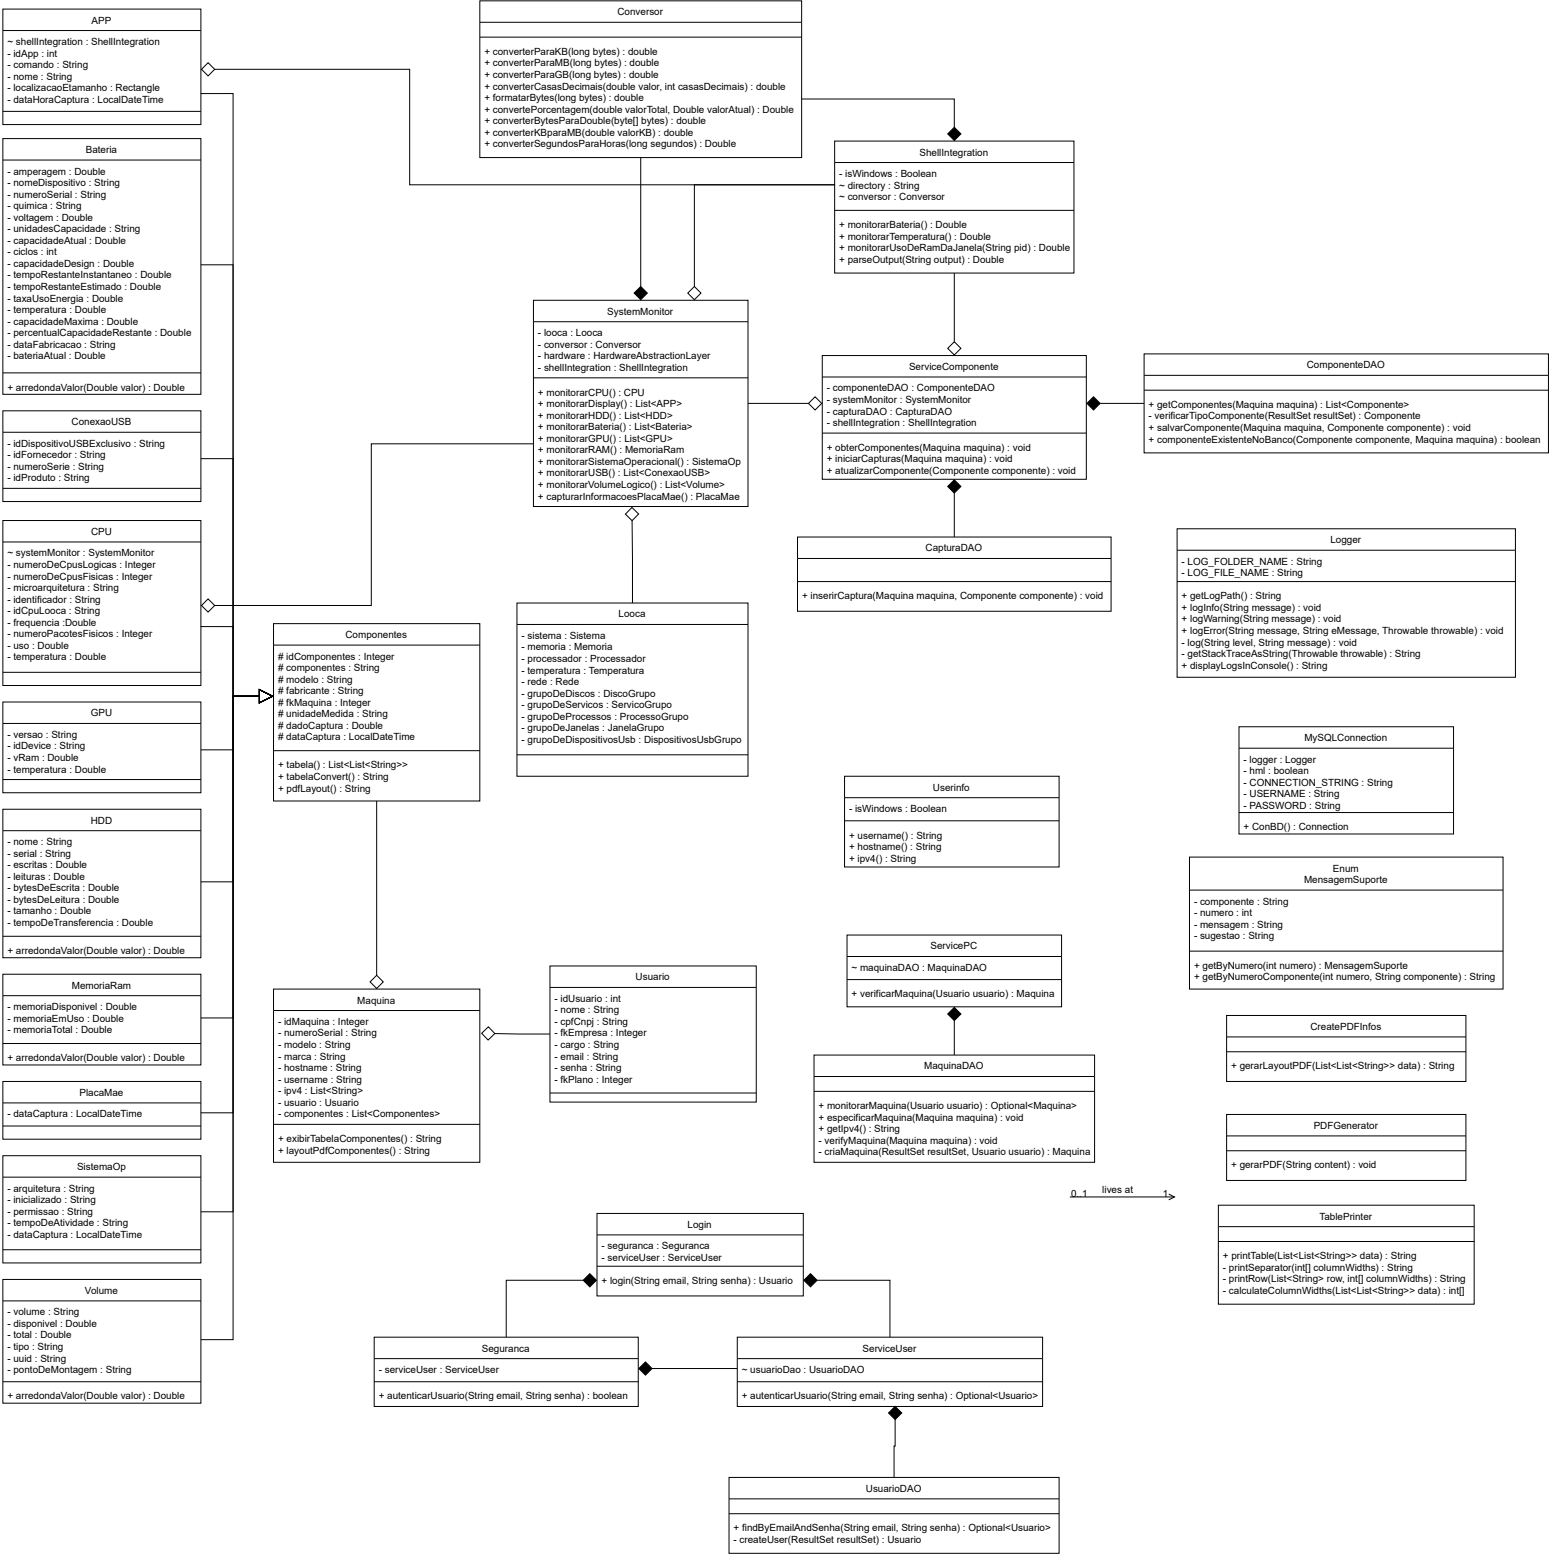 APP
~ shellIntegration : ShellIntegration
- idApp : int
- comando : String
- nome : String
- localizacaoEtamanho : Rectangle
- dataHoraCaptura : LocalDateTime
Bateria
- amperagem : Double
- nomeDispositivo : String
- numeroSerial : String
- quimica : String
- voltagem : Double
- unidadesCapacidade : String
- capacidadeAtual : Double
- ciclos : int
- capacidadeDesign : Double
- tempoRestanteInstantaneo : Double
- tempoRestanteEstimado : Double
- taxaUsoEnergia : Double
- temperatura : Double
- capacidadeMaxima : Double
- percentualCapacidadeRestante : Double
- dataFabricacao : String
- bateriaAtual : Double
+ arredondaValor(Double valor) : Double
ConexaoUSB
- idDispositivoUSBExclusivo : String
- idFornecedor : String
- numeroSerie : String
- idProduto : String
CPU
~ systemMonitor : SystemMonitor
- numeroDeCpusLogicas : Integer
- numeroDeCpusFisicas : Integer
- microarquitetura : String
- identificador : String
- idCpuLooca : String
- frequencia :Double
- numeroPacotesFisicos : Integer
- uso : Double
- temperatura : Double
GPU
- versao : String
- idDevice : String
- vRam : Double
- temperatura : Double
HDD
- nome : String
- serial : String
- escritas : Double
- leituras : Double
- bytesDeEscrita : Double
- bytesDeLeitura : Double
- tamanho : Double
- tempoDeTransferencia : Double
+ arredondaValor(Double valor) : Double
MemoriaRam
- memoriaDisponivel : Double
- memoriaEmUso : Double
- memoriaTotal : Double
+ arredondaValor(Double valor) : Double
PlacaMae
- dataCaptura : LocalDateTime
SistemaOp
- arquitetura : String
- inicializado : String
- permissao : String
- tempoDeAtividade : String
- dataCaptura : LocalDateTime
Volume
- volume : String
- disponivel : Double
- total : Double
- tipo : String
- uuid : String
- pontoDeMontagem : String
+ arredondaValor(Double valor) : Double
Conversor
+ converterParaKB(long bytes) : double
+ converterParaMB(long bytes) : double
+ converterParaGB(long bytes) : double
+ converterCasasDecimais(double valor, int casasDecimais) : double
+ formatarBytes(long bytes) : double
+ convertePorcentagem(double valorTotal, Double valorAtual) : Double
+ converterBytesParaDouble(byte[] bytes) : double
+ converterKBparaMB(double valorKB) : double
+ converterSegundosParaHoras(long segundos) : Double
ShellIntegration
- isWindows : Boolean
~ directory : String
~ conversor : Conversor
+ monitorarBateria() : Double
+ monitorarTemperatura() : Double
+ monitorarUsoDeRamDaJanela(String pid) : Double
+ parseOutput(String output) : Double
SystemMonitor
- looca : Looca
- conversor : Conversor
- hardware : HardwareAbstractionLayer
- shellIntegration : ShellIntegration
+ monitorarCPU() : CPU
+ monitorarDisplay() : List<APP>
+ monitorarHDD() : List<HDD>
+ monitorarBateria() : List<Bateria>
+ monitorarGPU() : List<GPU>
+ monitorarRAM() : MemoriaRam
+ monitorarSistemaOperacional() : SistemaOp
+ monitorarUSB() : List<ConexaoUSB>
+ monitorarVolumeLogico() : List<Volume>
+ capturarInformacoesPlacaMae() : PlacaMae
ServiceComponente
- componenteDAO : ComponenteDAO
- systemMonitor : SystemMonitor
- capturaDAO : CapturaDAO
- shellIntegration : ShellIntegration
+ obterComponentes(Maquina maquina) : void
+ iniciarCapturas(Maquina maquina) : void
+ atualizarComponente(Componente componente) : void
ComponenteDAO
+ getComponentes(Maquina maquina) : List<Componente>
- verificarTipoComponente(ResultSet resultSet) : Componente
+ salvarComponente(Maquina maquina, Componente componente) : void
+ componenteExistenteNoBanco(Componente componente, Maquina maquina) : boolean
CapturaDAO
+ inserirCaptura(Maquina maquina, Componente componente) : void
Logger
- LOG_FOLDER_NAME : String
- LOG_FILE_NAME : String
+ getLogPath() : String
+ logInfo(String message) : void
+ logWarning(String message) : void
+ logError(String message, String eMessage, Throwable throwable) : void
- log(String level, String message) : void
- getStackTraceAsString(Throwable throwable) : String
+ displayLogsInConsole() : String
Looca
- sistema : Sistema
- memoria : Memoria
- processador : Processador
- temperatura : Temperatura
- rede : Rede
- grupoDeDiscos : DiscoGrupo
- grupoDeServicos : ServicoGrupo
- grupoDeProcessos : ProcessoGrupo
- grupoDeJanelas : JanelaGrupo
- grupoDeDispositivosUsb : DispositivosUsbGrupo
Componentes
# idComponentes : Integer
# componentes : String
# modelo : String
# fabricante : String
# fkMaquina : Integer
# unidadeMedida : String
# dadoCaptura : Double
# dataCaptura : LocalDateTime
+ tabela() : List<List<String>>
+ tabelaConvert() : String
+ pdfLayout() : String
MySQLConnection
- logger : Logger
- hml : boolean
- CONNECTION_STRING : String
- USERNAME : String
- PASSWORD : String
+ ConBD() : Connection
Userinfo
- isWindows : Boolean
+ username() : String
+ hostname() : String
+ ipv4() : String
Enum
MensagemSuporte
- componente : String
- numero : int
- mensagem : String
- sugestao : String
+ getByNumero(int numero) : MensagemSuporte
+ getByNumeroComponente(int numero, String componente) : String
ServicePC
~ maquinaDAO : MaquinaDAO
+ verificarMaquina(Usuario usuario) : Maquina
Usuario
- idUsuario : int
- nome : String
- cpfCnpj : String
- fkEmpresa : Integer
- cargo : String
- email : String
- senha : String
- fkPlano : Integer
Maquina
- idMaquina : Integer
- numeroSerial : String
- modelo : String
- marca : String
- hostname : String
- username : String
- ipv4 : List<String>
- usuario : Usuario
- componentes : List<Componentes>
+ exibirTabelaComponentes() : String
+ layoutPdfComponentes() : String
CreatePDFInfos
+ gerarLayoutPDF(List<List<String>> data) : String
MaquinaDAO
+ monitorarMaquina(Usuario usuario) : Optional<Maquina>
+ especificarMaquina(Maquina maquina) : void
+ getIpv4() : String
- verifyMaquina(Maquina maquina) : void
- criaMaquina(ResultSet resultSet, Usuario usuario) : Maquina
PDFGenerator
+ gerarPDF(String content) : void
0..1 lives at 1
TablePrinter
+ printTable(List<List<String>> data) : String
- printSeparator(int[] columnWidths) : String
- printRow(List<String> row, int[] columnWidths) : String
- calculateColumnWidths(List<List<String>> data) : int[]
Login
- seguranca : Seguranca
- serviceUser : ServiceUser
+ login(String email, String senha) : Usuario
Seguranca
- serviceUser : ServiceUser
+ autenticarUsuario(String email, String senha) : boolean
ServiceUser
~ usuarioDao : UsuarioDAO
+ autenticarUsuario(String email, String senha) : Optional<Usuario>
UsuarioDAO
+ findByEmailAndSenha(String email, String senha) : Optional<Usuario>
- createUser(ResultSet resultSet) : Usuario